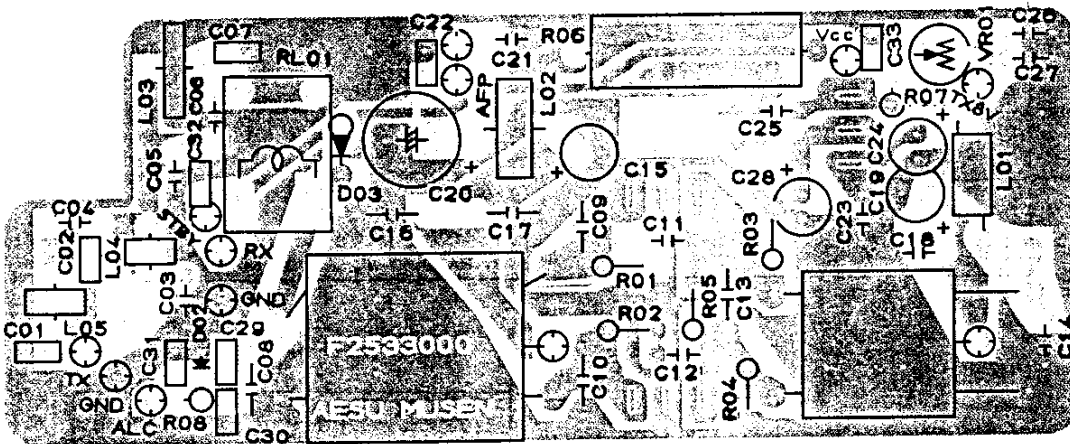 C07
RL01
C22
C21
R06
Vcc
C33
VR01
C26
C27
L03
C06
C32
C05
AFP
L02
C25
R07
C24
D03
C20
C15
C28
C19
L01
C04
C02
L04
STBY
RX
C16
C17
C09
C11
R03
C23
C18
C03
GND
R01
R05
C13
C01
L05
C31
D02
C29
F2533000
R02
C14
TX
GND
ALC
R08
C08
C30
AESU MUSEN
C10
C12
R04